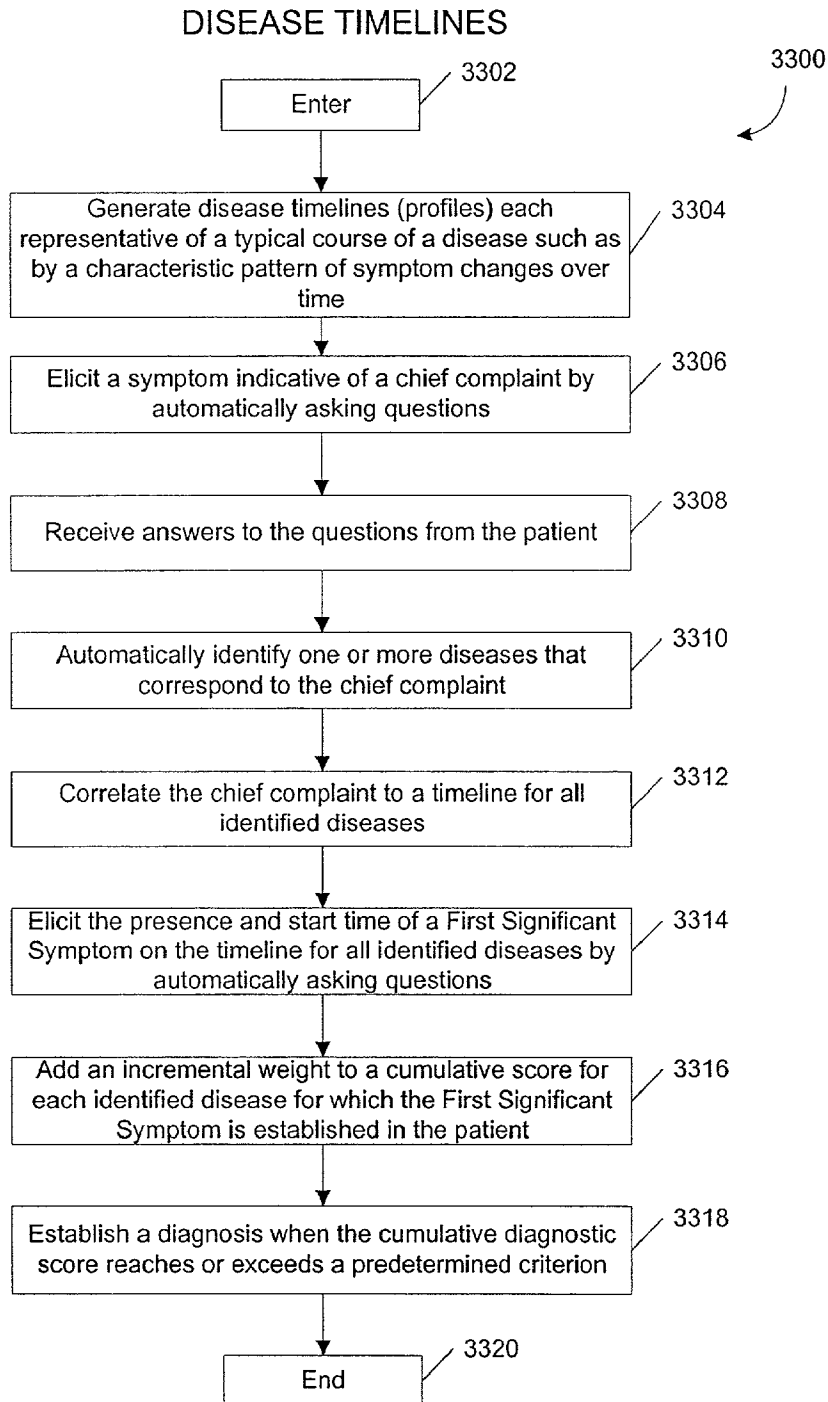 DISEASE TIMELINES
3300
Enter
3302
Generate disease timelines (profiles) each
representative of a typical course of a disease such as
by a characteristic pattern of symptom changes over
time
3304
Elicit a symptom indicative of a chief complaint by
automatically asking questions
3306
Receive answers to the questions from the patient
3308
Automatically identify one or more diseases that
correspond to the chief complaint
3310
Correlate the chief complaint to a timeline for all
identified diseases
3312
Elicit the presence and start time of a First Significant
Symptom on the timeline for all identified diseases by
automatically asking questions
3314
Add an incremental weight to a cumulative score for
each identified disease for which the First Significant
Symptom is established in the patient
3316
Establish a diagnosis when the cumulative diagnostic
score reaches or exceeds a predetermined criterion
3318
End
3320